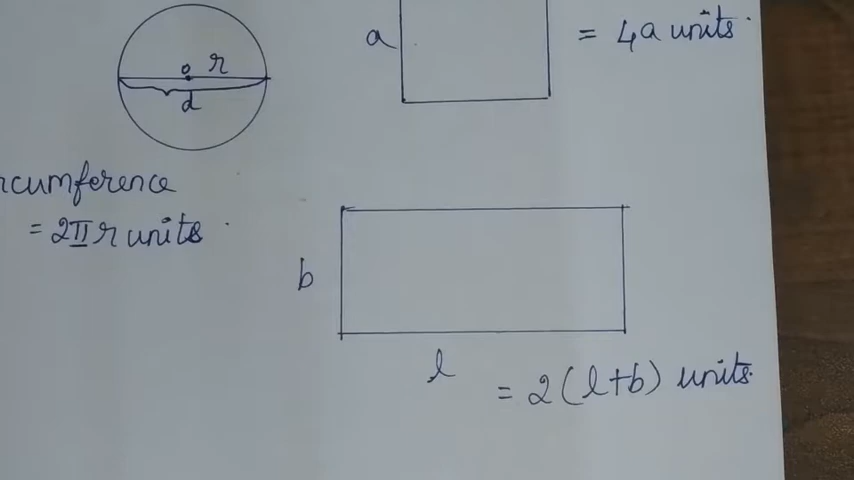 o r
d
a
= 4a units.
rcumference
= 2πr units.
b
l
= 2(l+b) units.